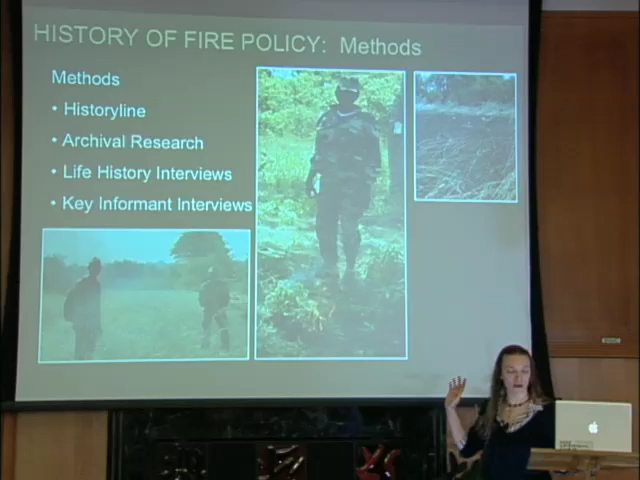 HISTORY OF FIRE POLICY: Methods
Methods
• Historyline
• Archival Research
• Life History Interviews
• Key Informant Interviews